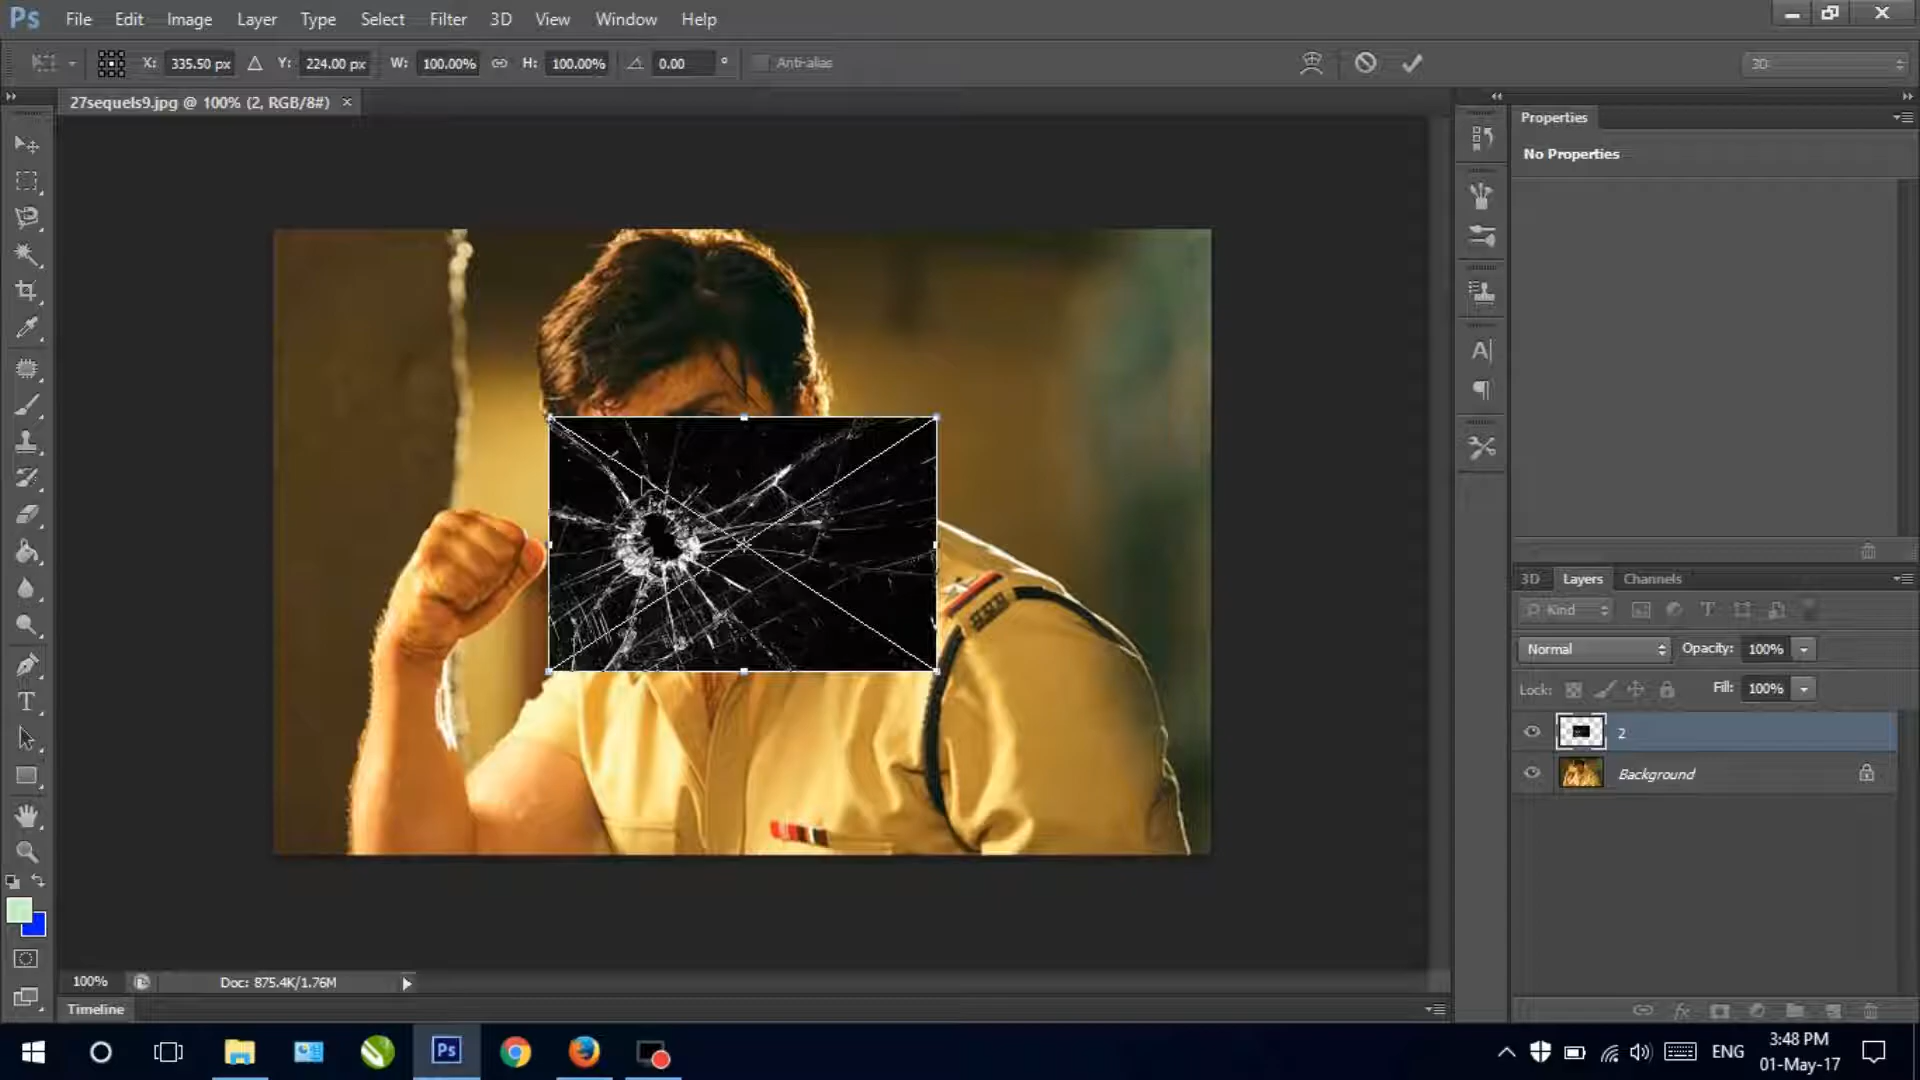 Ps File Edit Image Layer Type Select Filter 3D View Window Help
X: 335.50 px Y: 224.00 px W: 100.00% H: 100.00% 0.00 ° Anti-alias 3D
27sequels9.jpg @ 100% (2, RGB/8#) ×
Properties
No Properties
3D Layers Channels
Kind
Normal Opacity: 100%
Lock: Fill: 100%
2
Background
100% Doc: 875.4K/1.76M
Timeline
Ps ENG 3:48 PM
01-May-17